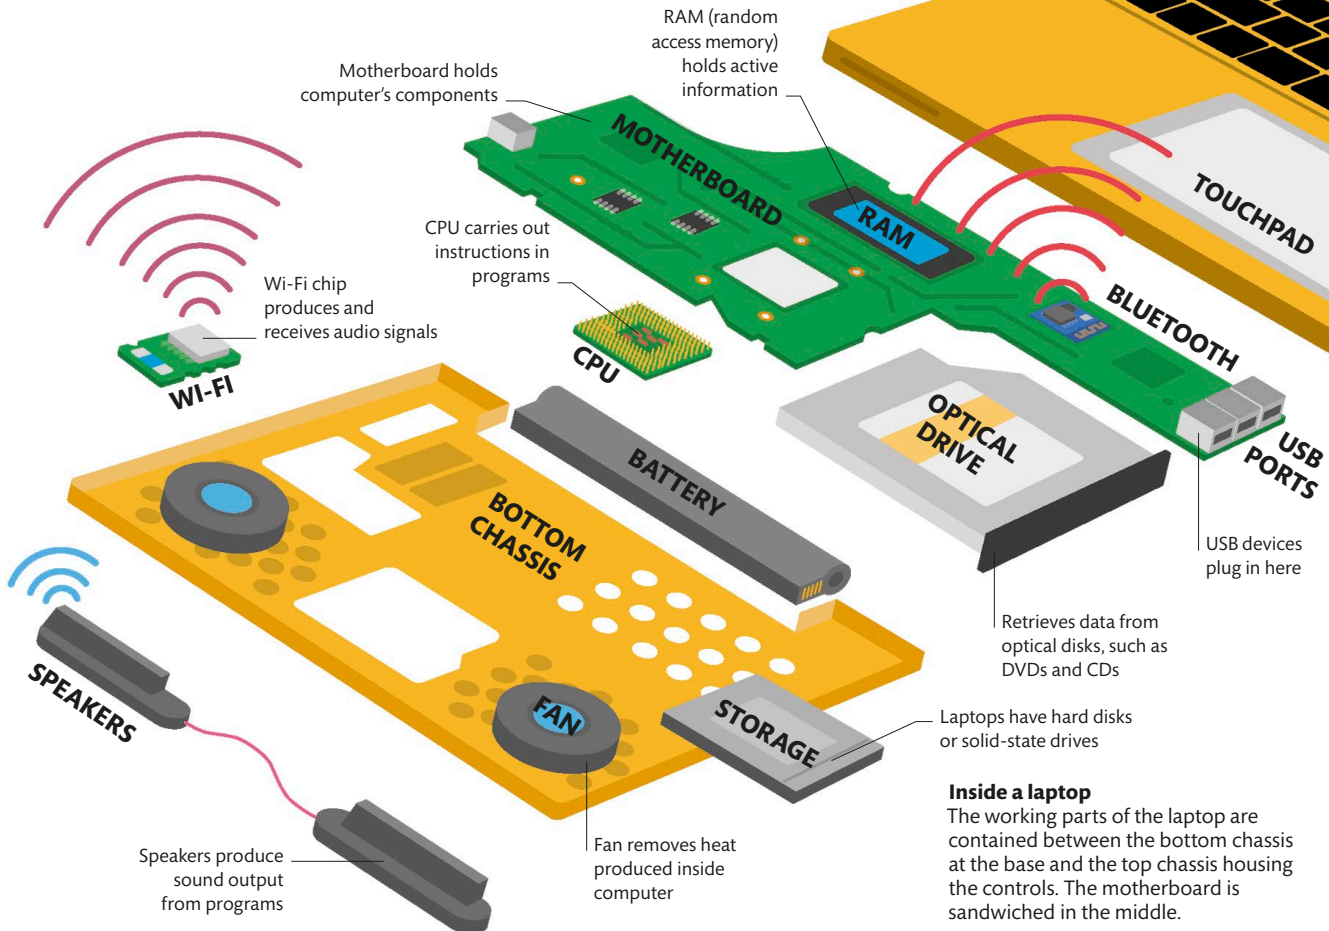 RAM (random
access memory)
holds active
information
Motherboard holds
computer's components
MOTHERBOARD
RAM
TOUCHPAD
CPU carries out
instructions in
programs
Wi-Fi chip
produces and
receives audio signals
WI-FI
CPU
BLUETOOTH
OPTICAL
DRIVE
USB
PORTS
BATTERY
BOTTOM
CHASSIS
USB devices
plug in here
Retrieves data from
optical disks, such as
DVDs and CDs
SPEAKERS
FAN
STORAGE
Laptops have hard disks
or solid-state drives
Speakers produce
sound output
from programs
Fan removes heat
produced inside
computer
Inside a laptop
The working parts of the laptop are
contained between the bottom chassis
at the base and the top chassis housing
the controls. The motherboard is
sandwiched in the middle.